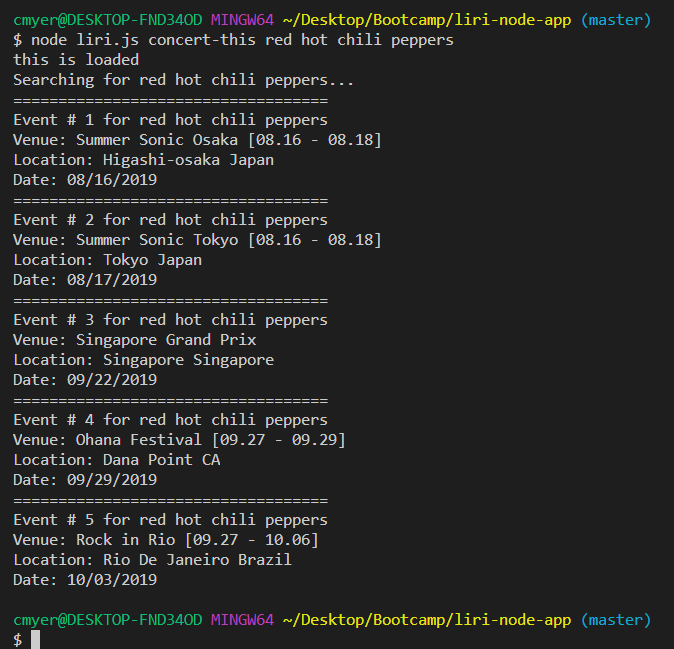 cmyer@DESKTOP-FND34OD MINGW64 ~/Desktop/Bootcamp/liri-node-app (master)
$ node liri.js concert-this red hot chili peppers
this is loaded
Searching for red hot chili peppers...
===================================
Event # 1 for red hot chili peppers
Venue: Summer Sonic Osaka [08.16 - 08.18]
Location: Higashi-osaka Japan
Date: 08/16/2019
===================================
Event # 2 for red hot chili peppers
Venue: Summer Sonic Tokyo [08.16 - 08.18]
Location: Tokyo Japan
Date: 08/17/2019
===================================
Event # 3 for red hot chili peppers
Venue: Singapore Grand Prix
Location: Singapore Singapore
Date: 09/22/2019
===================================
Event # 4 for red hot chili peppers
Venue: Ohana Festival [09.27 - 09.29]
Location: Dana Point CA
Date: 09/29/2019
===================================
Event # 5 for red hot chili peppers
Venue: Rock in Rio [09.27 - 10.06]
Location: Rio De Janeiro Brazil
Date: 10/03/2019
cmyer@DESKTOP-FND34OD MINGW64 ~/Desktop/Bootcamp/liri-node-app (master)
$